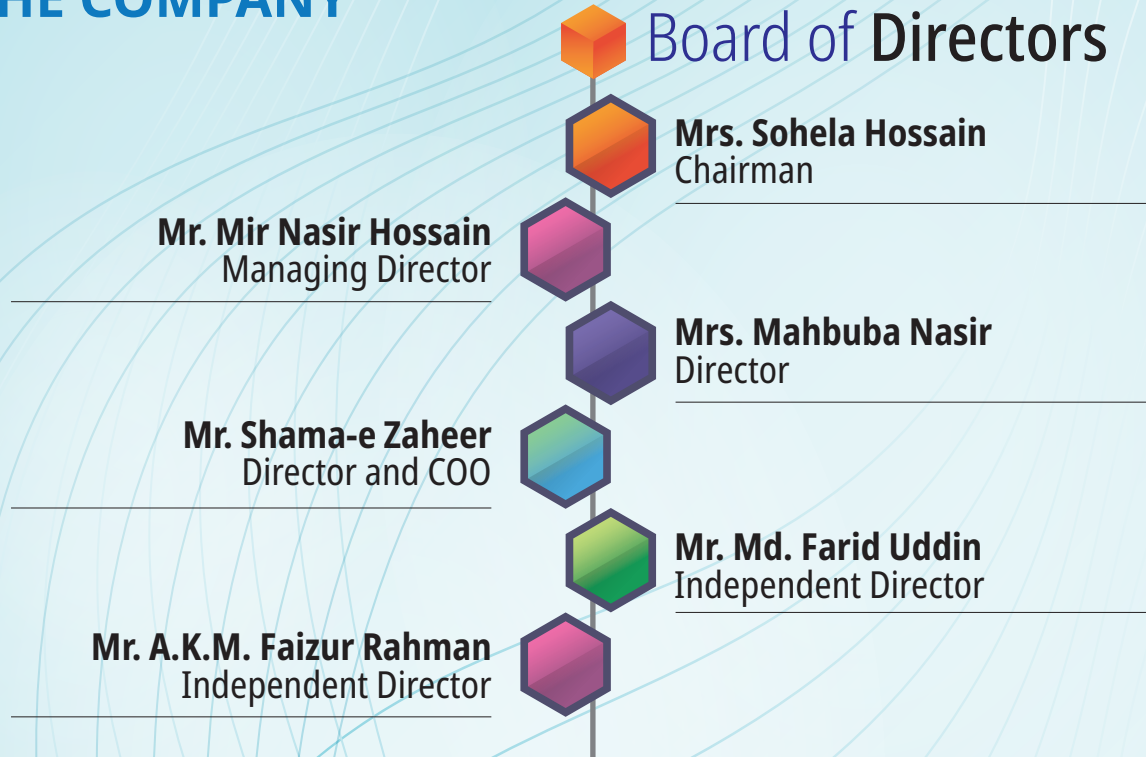 THE COMPANY
Board of Directors
Mrs. Sohela Hossain
Chairman
Mr. Mir Nasir Hossain
Managing Director
Mrs. Mahbuba Nasir
Director
Mr. Shama-e Zaheer
Director and COO
Mr. Md. Farid Uddin
Independent Director
Mr. A.K.M. Faizur Rahman
Independent Director